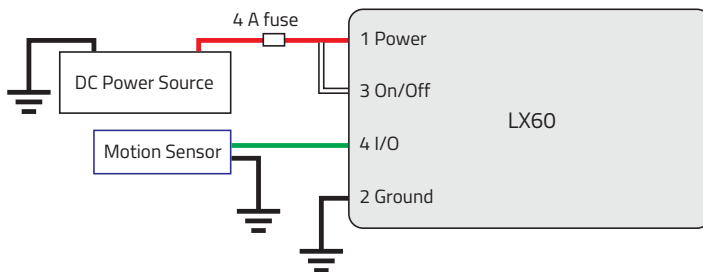 4 A fuse
1 Power
DC Power Source
3 On/Off
LX60
Motion Sensor
4 I/O
2 Ground